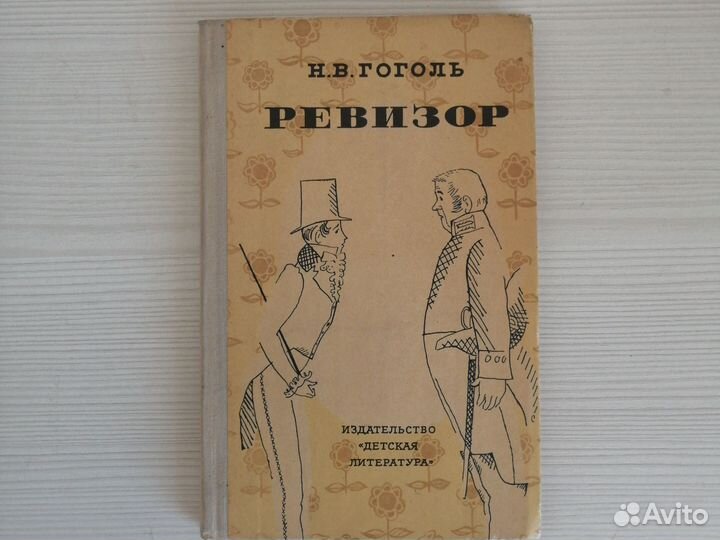 Н.В.ГОГОЛЬ
РЕВИЗОР
ИЗДАТЕЛЬСТВО
«ДЕТСКАЯ
ЛИТЕРАТУРА»
Avito